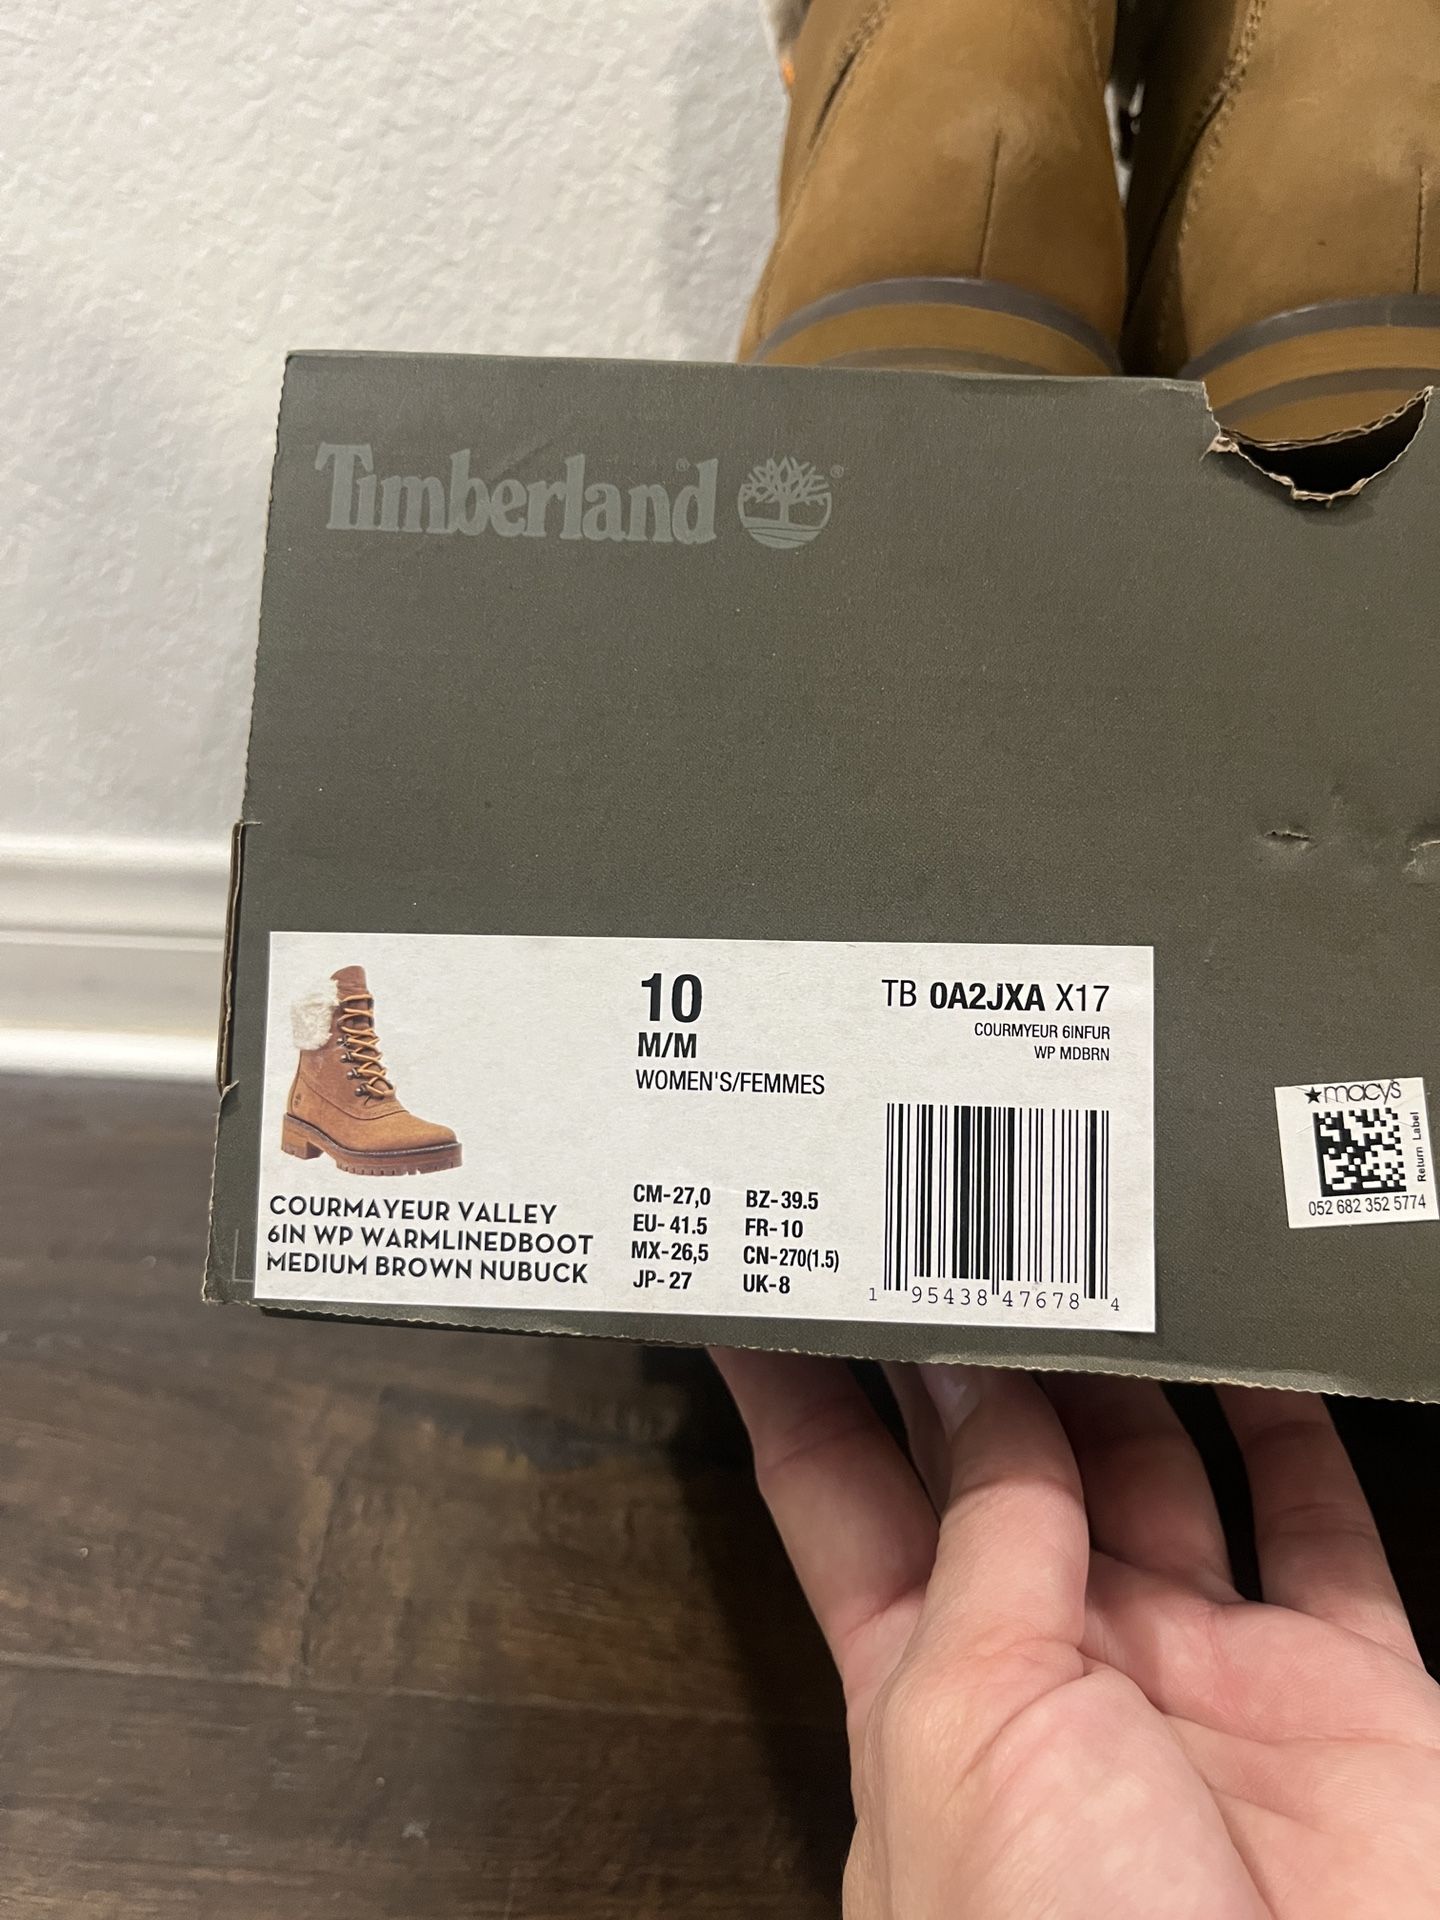 Timberland®
®
10
M/M
WOMEN'S/FEMMES
TB 0A2JXA X17
COURMYEUR 6INFUR
WP MDBRN
COURMAYEUR VALLEY
6IN WP WARMLINEDBOOT
MEDIUM BROWN NUBUCK
CM-27,0 BZ-39.5
EU- 41.5 FR-10
MX-26,5 CN-270(1.5)
JP- 27 UK-8
1 95438 47678 4
★macys
Return Label
052 682 352 5774